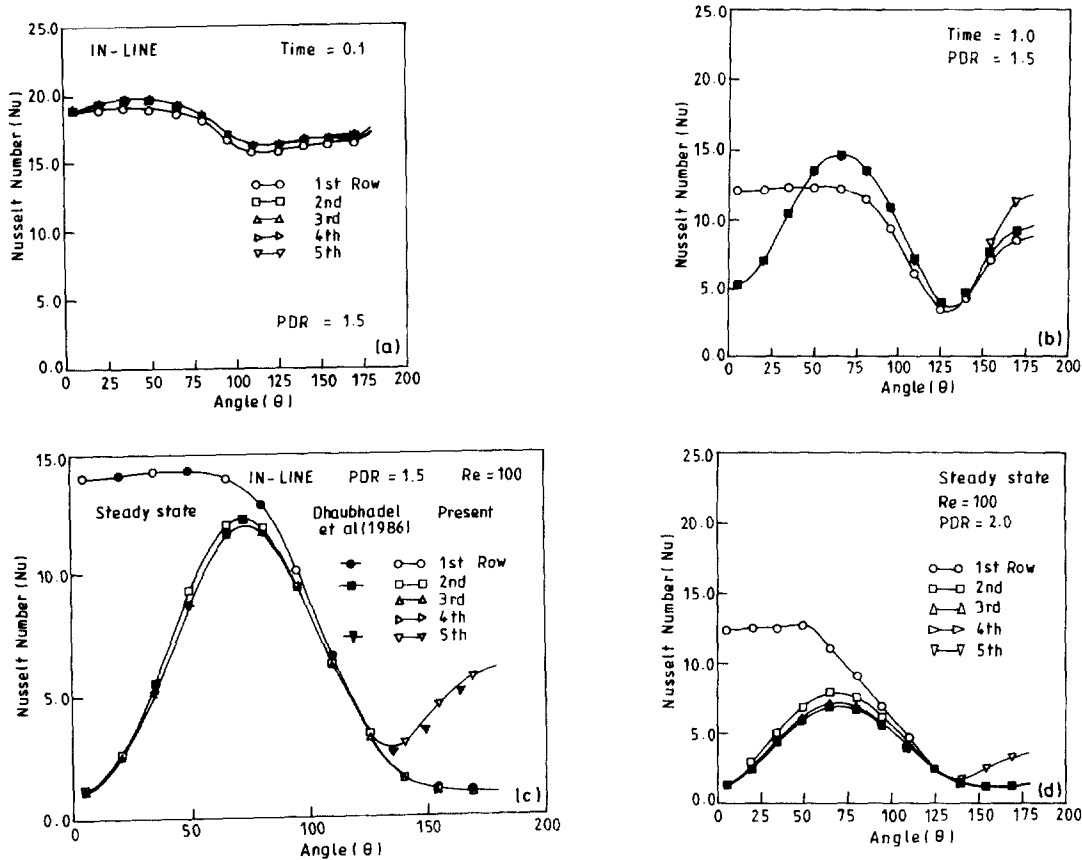 25.0
20.0
15.0
10.0
5.0
0.0
Nusselt Number (Nu)
IN-LINE
Time = 0.1
1st Row
2nd
3rd
4th
5th
PDR = 1.5
(a)
0 25 50 75 100 125 150 175 200
Angle(θ)
25.0
20.0
15.0
10.0
5.0
0.0
Nusselt Number (Nu)
Time = 1.0
PDR = 1.5
(b)
0 25 50 75 100 125 150 175 200
Angle(θ)
15.0
10.0
5.0
0.0
Nusselt Number (Nu)
IN-LINE PDR = 1.5 Re=100
Steady state
Dhaubhadel
et al(1986)
Present
1st Row
2nd
3rd
4th
5th
(c)
0 50 100 150 200
Angle(θ)
25.0
20.0
15.0
10.0
5.0
0.0
Nusselt Number (Nu)
Steady state
Re=100
PDR = 2.0
1st Row
2nd
3rd
4th
5th
(d)
0 25 50 75 100 125 150 175 200
Angle(θ)